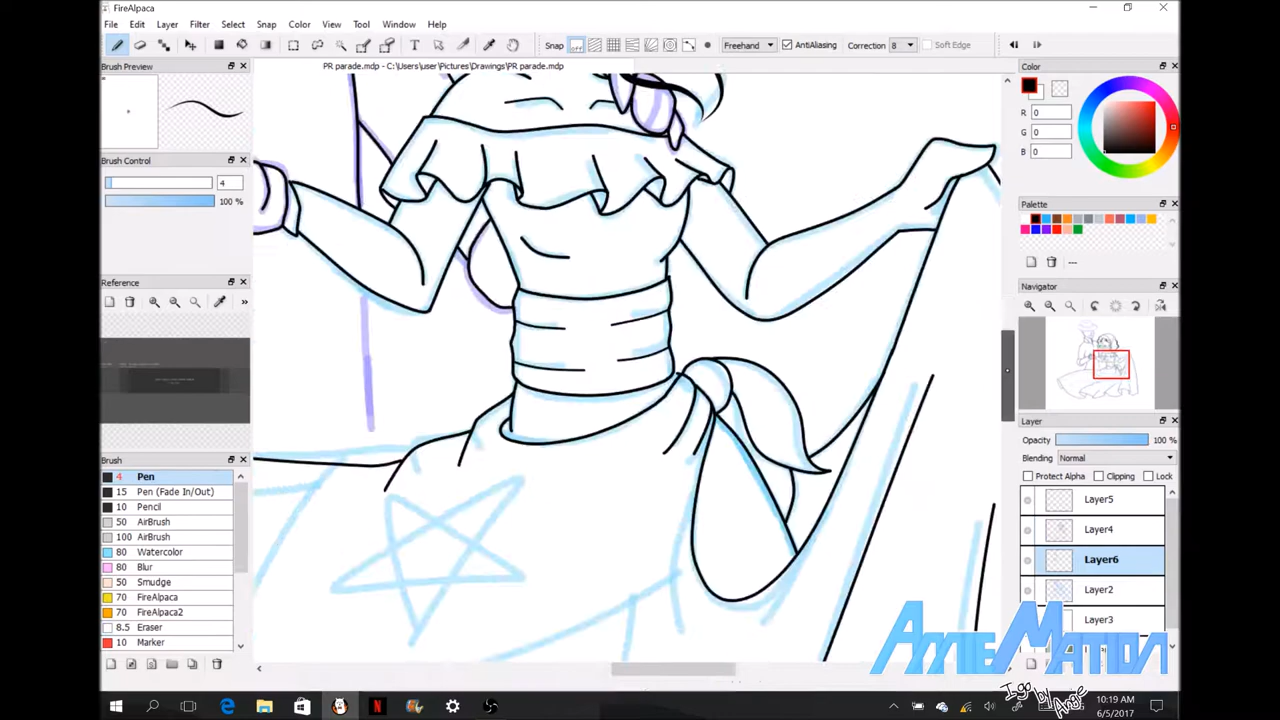 FireAlpaca
File Edit Layer Filter Select Snap Color View Tool Window Help
Snap off Freehand AntiAliasing Correction 8 Soft Edge
Brush Preview
PR parade.mdp - C:\Users\user\Pictures\Drawings\PR parade.mdp
Color
R 0
G 0
B 0
Brush Control
4
100 %
Palette
---
Reference
Navigator
Layer
Opacity 100 %
Blending Normal
Protect Alpha Clipping Lock
Layer5
Layer4
Layer6
Layer2
Layer3
Brush
4 Pen
15 Pen (Fade In/Out)
10 Pencil
50 AirBrush
100 AirBrush
80 Watercolor
80 Blur
50 Smudge
70 FireAlpaca
70 FireAlpaca2
8.5 Eraser
10 Marker
10:19 AM
6/5/2017